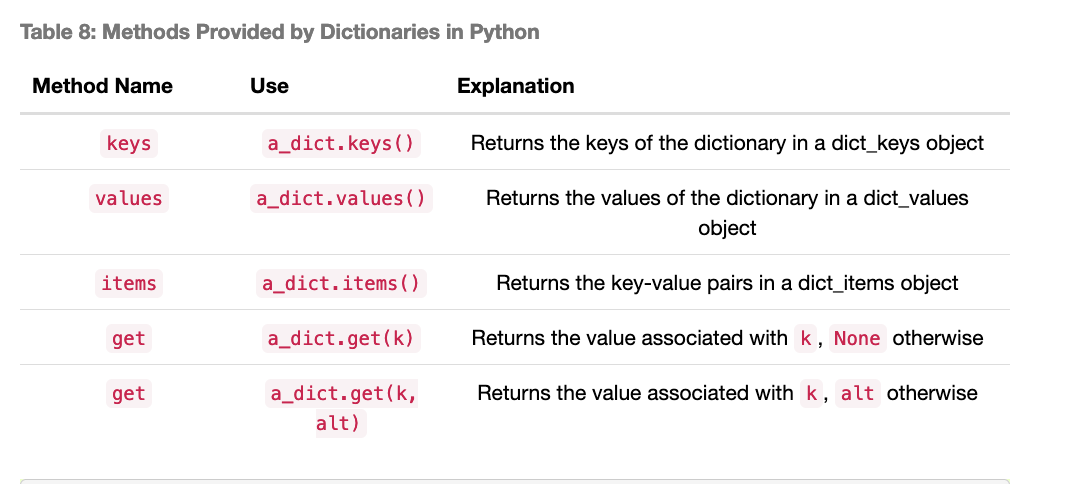 Table 8: Methods Provided by Dictionaries in Python
Method Name Use Explanation
keys a_dict.keys() Returns the keys of the dictionary in a dict_keys object
values a_dict.values() Returns the values of the dictionary in a dict_values
object
items a_dict.items() Returns the key-value pairs in a dict_items object
get a_dict.get(k) Returns the value associated with k, None otherwise
get a_dict.get(k, Returns the value associated with k, alt otherwise
alt)